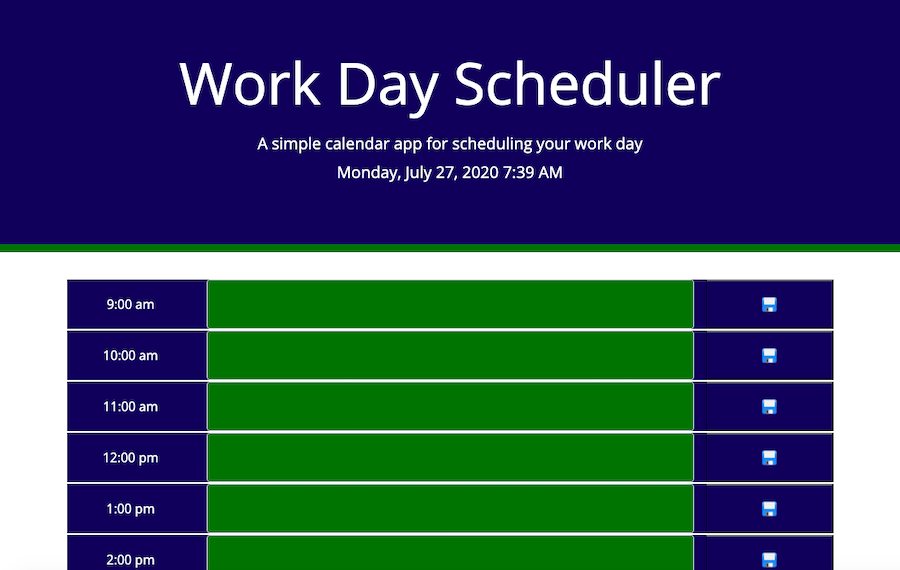 Work Day Scheduler
A simple calendar app for scheduling your work day
Monday, July 27, 2020 7:39 AM
9:00 am
10:00 am
11:00 am
12:00 pm
1:00 pm
2:00 pm